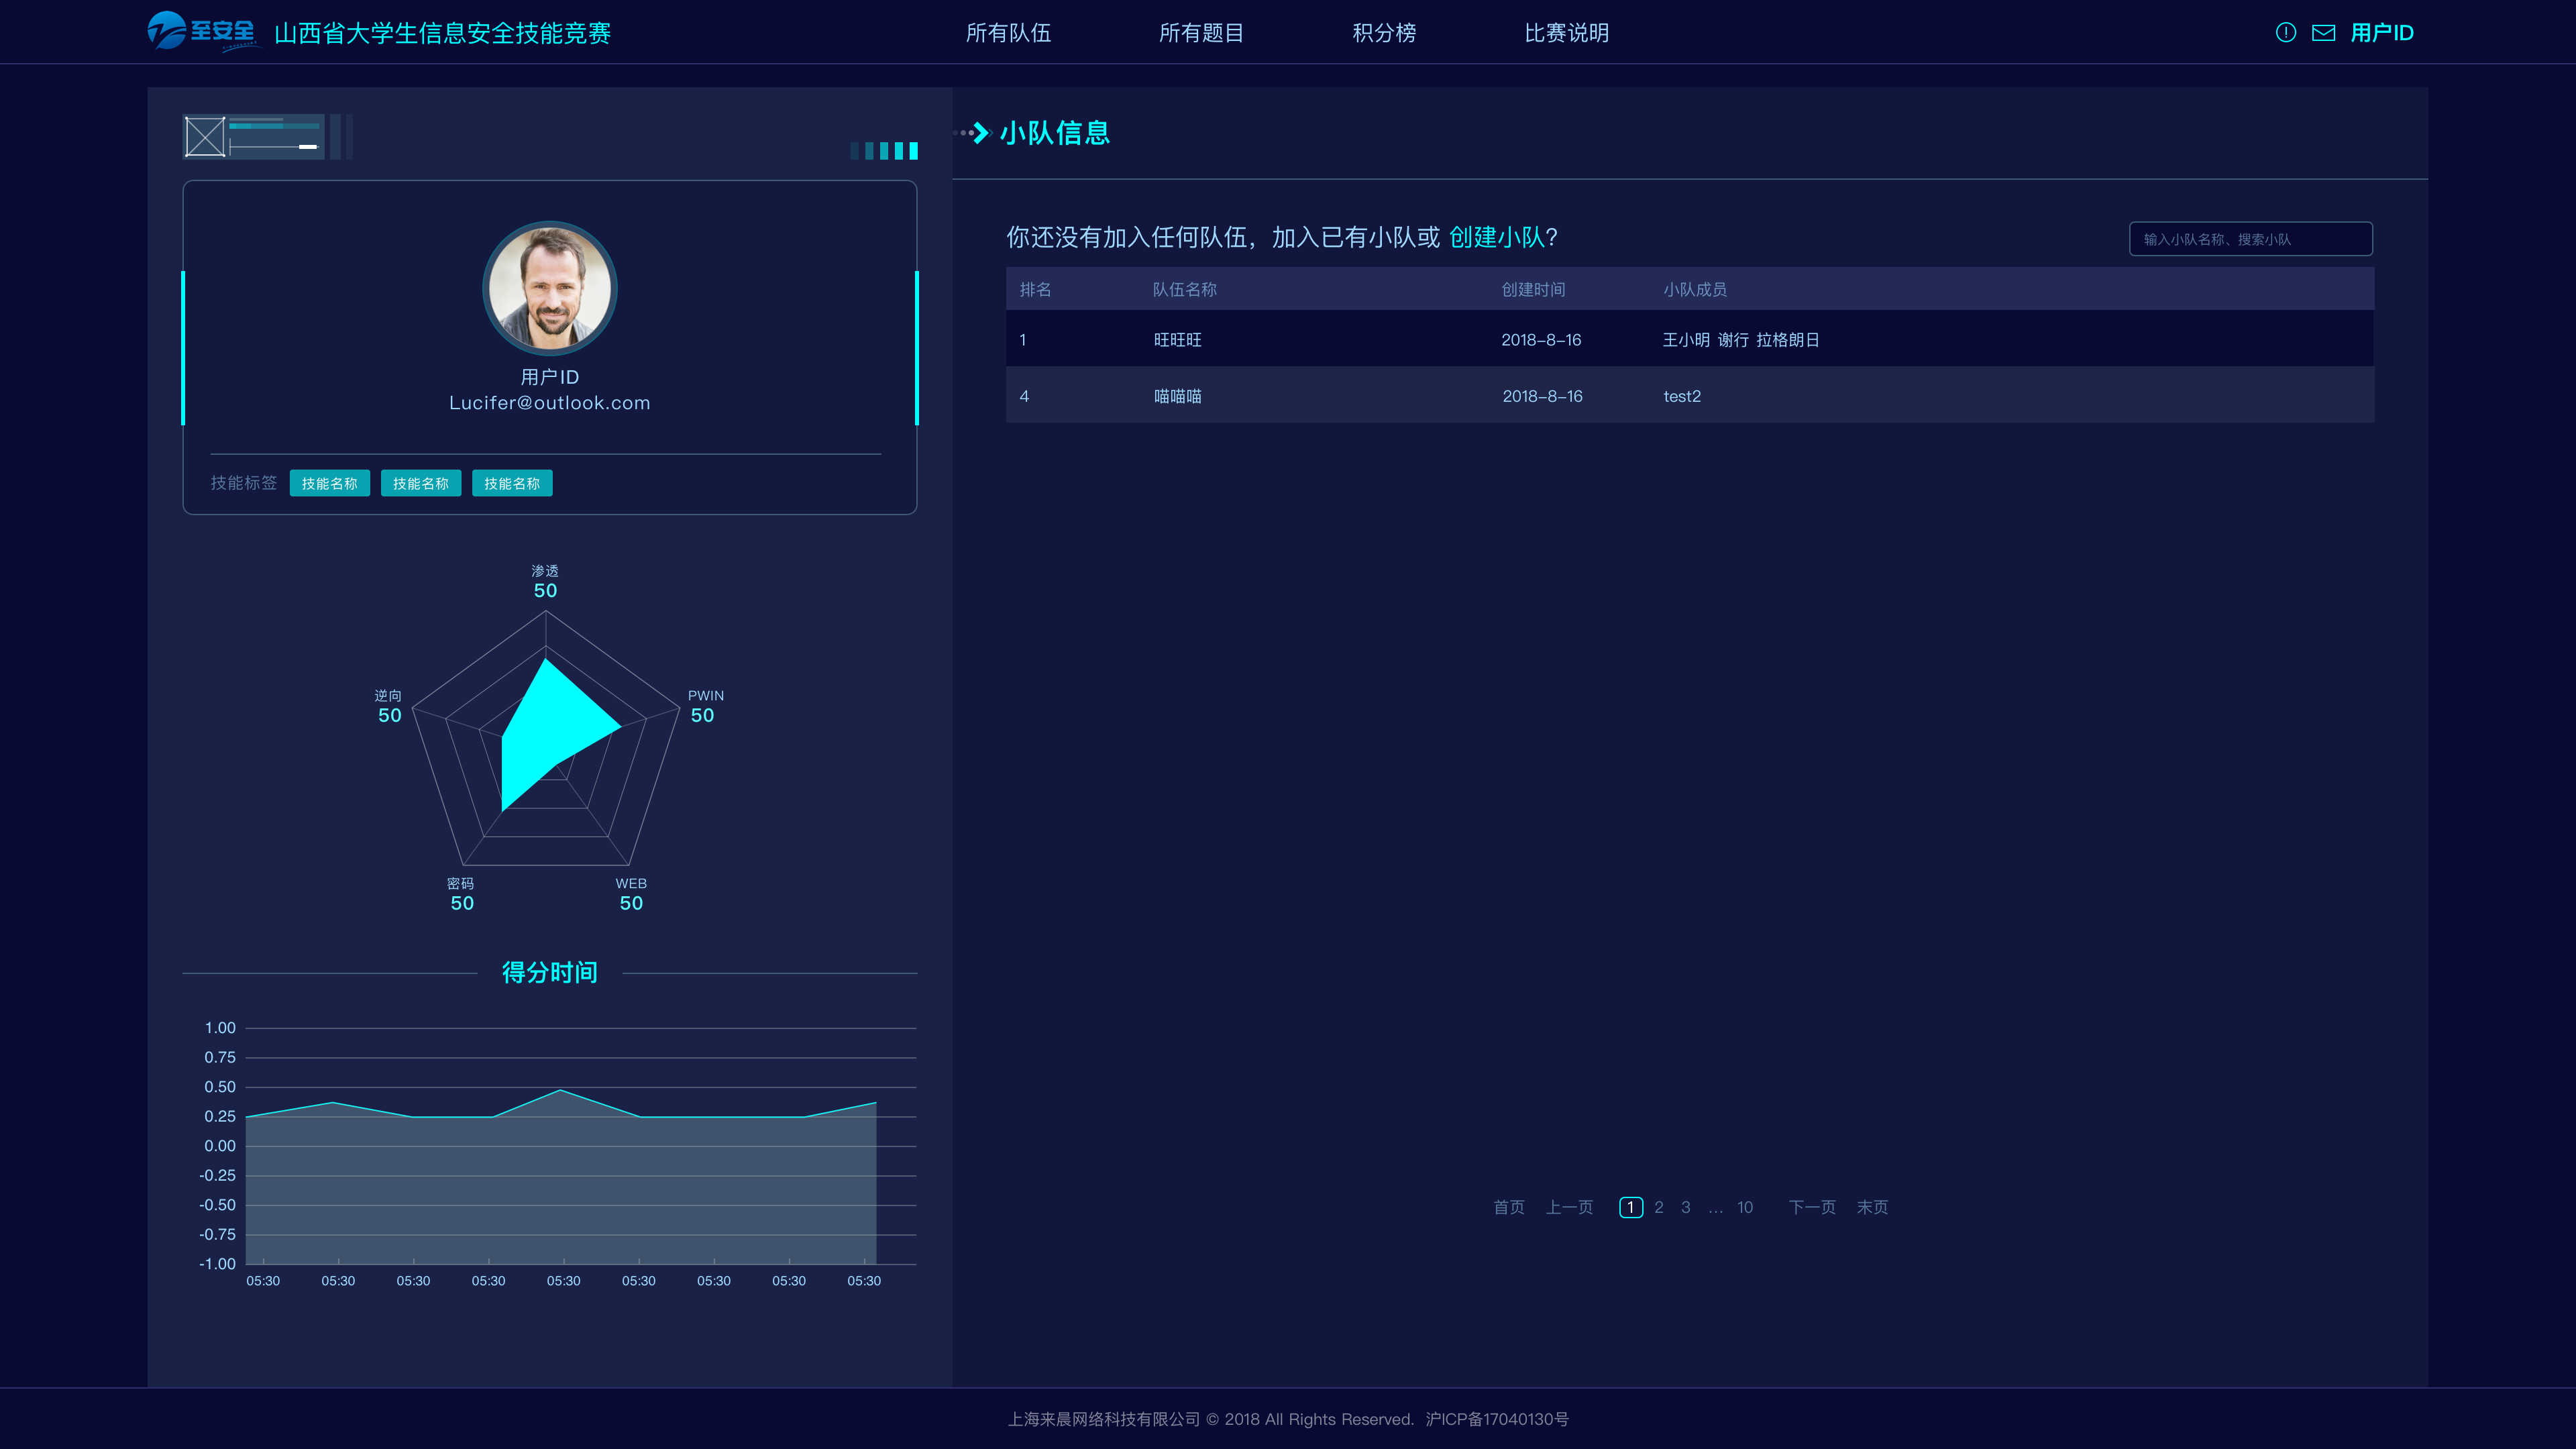 至安全 山西省大学生信息安全技能竞赛 所有队伍 所有题目 积分榜 比赛说明 用户ID
小队信息
用户ID
Lucifer@outlook.com
技能标签 技能名称 技能名称 技能名称
渗透
50
逆向
50
PWIN
50
密码
50
WEB
50
得分时间
1.00
0.75
0.50
0.25
0.00
-0.25
-0.50
-0.75
-1.00
05:30 05:30 05:30 05:30 05:30 05:30 05:30 05:30 05:30
你还没有加入任何队伍，加入已有小队或 创建小队？
输入小队名称、搜索小队
排名 队伍名称 创建时间 小队成员
1 旺旺旺 2018-8-16 王小明 谢行 拉格朗日
4 喵喵喵 2018-8-16 test2
首页 上一页 1 2 3 ... 10 下一页 末页
上海来晨网络科技有限公司 © 2018 All Rights Reserved. 沪ICP备17040130号